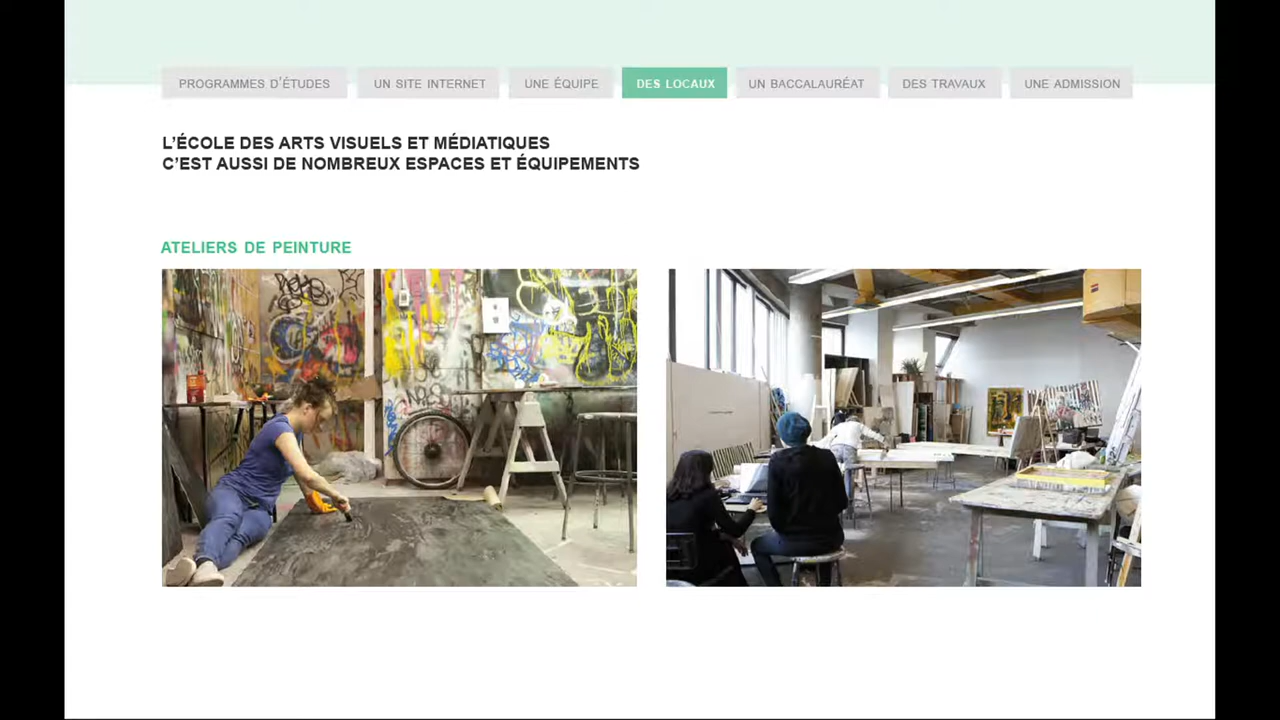 PROGRAMMES D'ÉTUDES
UN SITE INTERNET
UNE ÉQUIPE
DES LOCAUX
UN BACCALAURÉAT
DES TRAVAUX
UNE ADMISSION
L'ÉCOLE DES ARTS VISUELS ET MÉDIATIQUES
C'EST AUSSI DE NOMBREUX ESPACES ET ÉQUIPEMENTS
ATELIERS DE PEINTURE